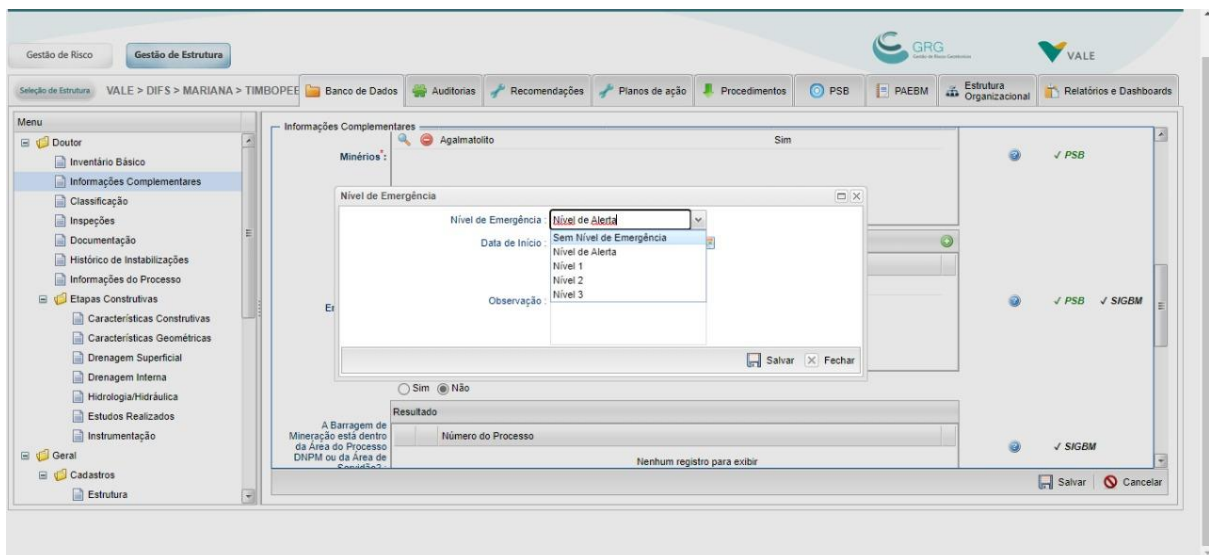 Gestão de Risco
Gestão de Estrutura
GRG
VALE
Seleção de Estrutura
VALE > DIFS > MARIANA > TIMBOPEE
Banco de Dados
Auditorias
Recomendações
Planos de ação
Procedimentos
PSB
PAEBM
Estrutura
Organizacional
Relatórios e Dashboards
Menu
Doutor
Inventário Básico
Informações Complementares
Classificação
Inspeções
Documentação
Histórico de Instabilizações
Informações do Processo
Etapas Construtivas
Características Construtivas
Características Geométricas
Drenagem Superficial
Drenagem Interna
Hidrologia/Hidráulica
Estudos Realizados
Instrumentação
Geral
Cadastros
Estrutura
Informações Complementares
Minérios* :
Agalmatolito
Sim
✓ PSB
Nível de Emergência
Nível de Emergência :
Nível de Alerta
Data de Início :
Sem Nível de Emergência
Nível de Alerta
Nível 1
Nível 2
Nível 3
Observação :
Salvar
Fechar
Er
✓ PSB ✓ SIGBM
Sim
Não
Resultado
A Barragem de
Mineração está dentro
da Área do Processo
DNPM ou da Área de
Servidão? :
Número do Processo
Nenhum registro para exibir
✓ SIGBM
Salvar
Cancelar